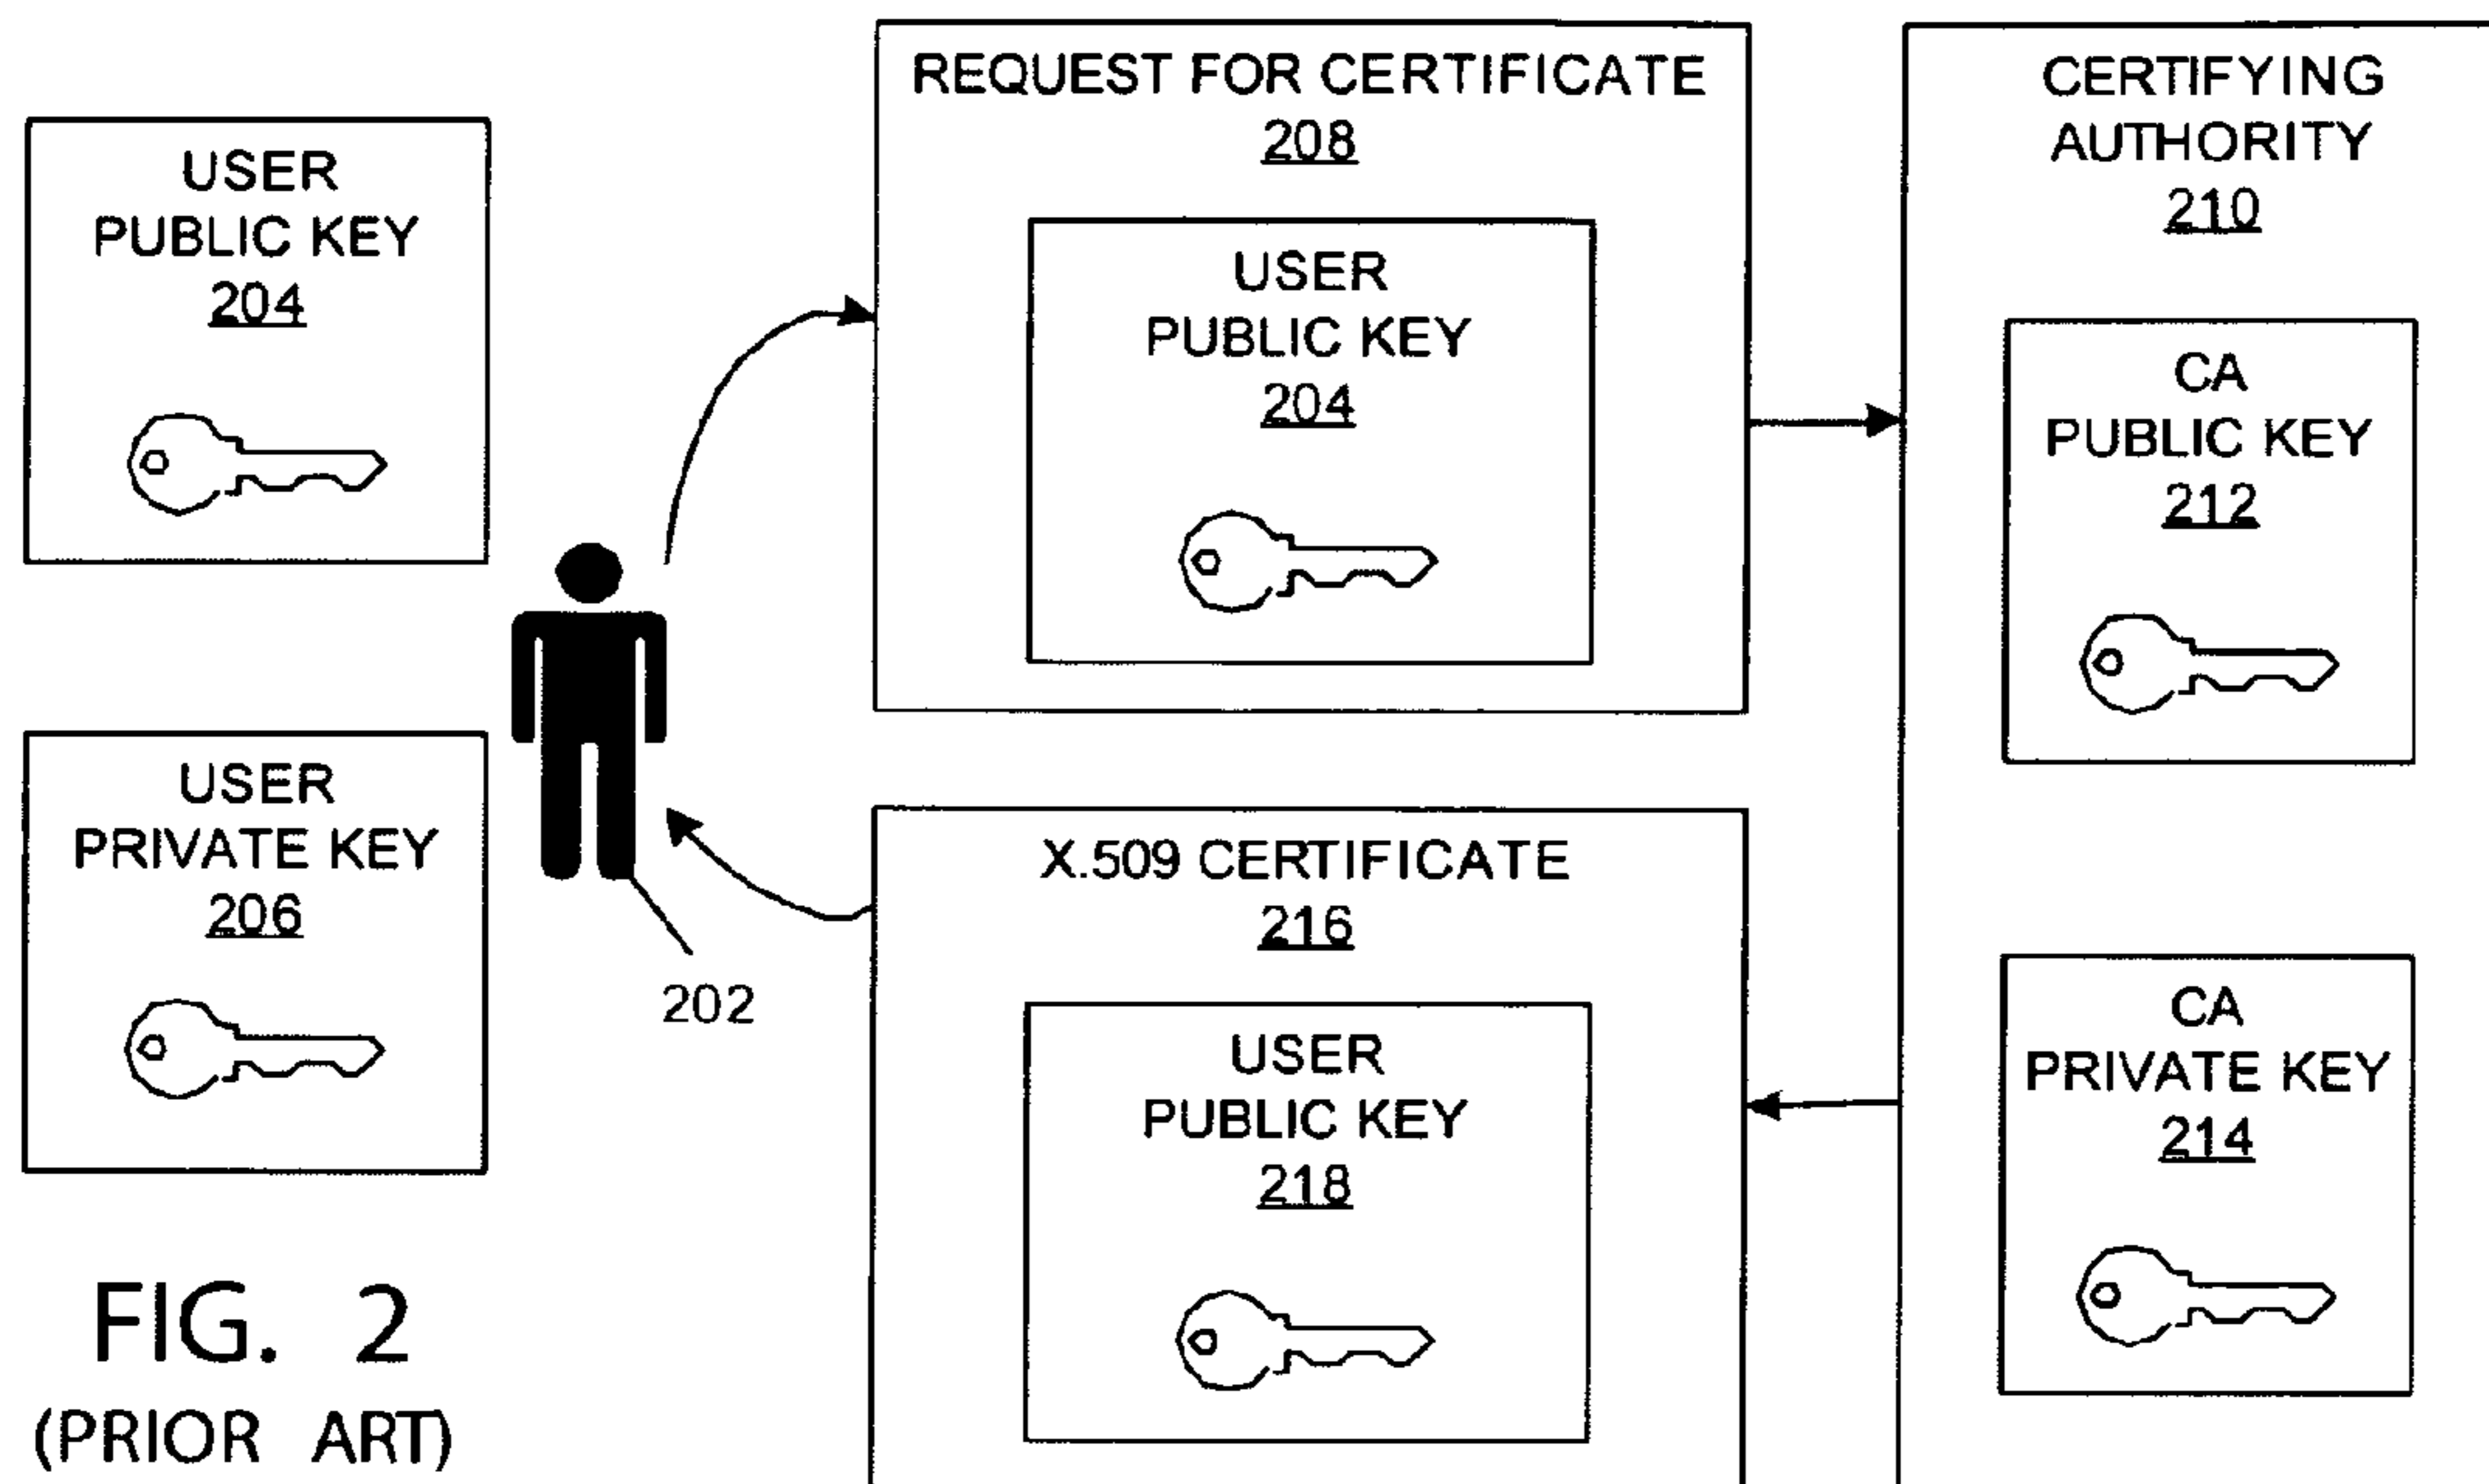 USER
PUBLIC KEY
204
USER
PRIVATE KEY
206
202
REQUEST FOR CERTIFICATE
208
USER
PUBLIC KEY
204
X.509 CERTIFICATE
216
USER
PUBLIC KEY
218
CERTIFYING
AUTHORITY
210
CA
PUBLIC KEY
212
CA
PRIVATE KEY
214
FIG. 2
(PRIOR ART)